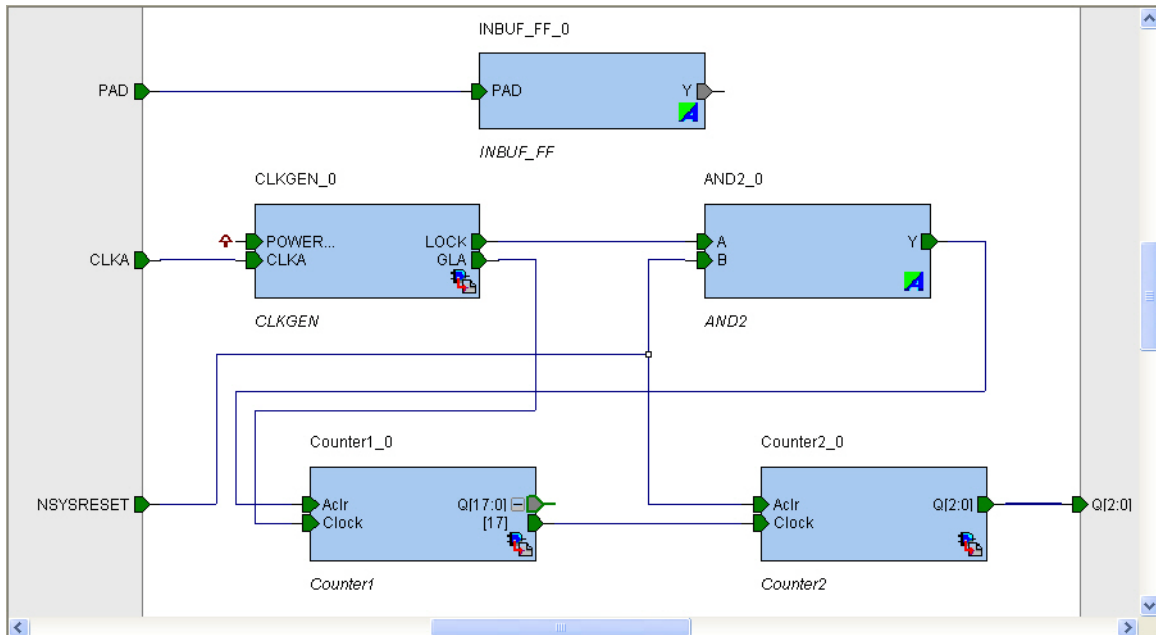 INBUF_FF_0
PAD
PAD
Y
INBUF_FF
CLKGEN_0
AND2_0
POWER...
LOCK
A
Y
CLKA
CLKA
GLA
B
CLKGEN
AND2
Counter1_0
Counter2_0
NSYSRESET
Aclr
Q[17:0]
Aclr
Q[2:0]
Q[2:0]
Clock
[17]
Clock
Counter1
Counter2